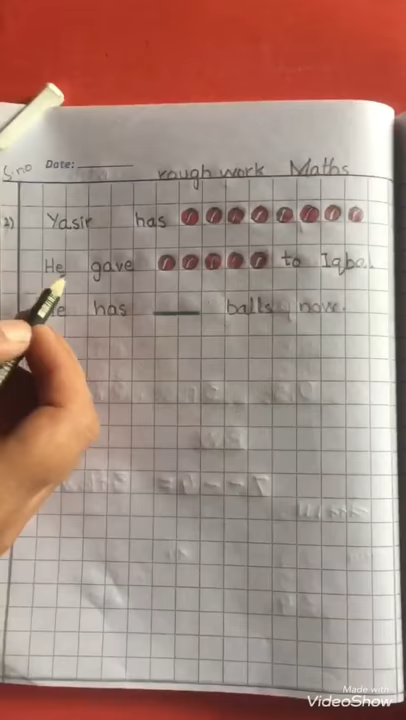 S.no Date: rough work Maths
2) Yasir has
He gave to Iqbal
He has ___ balls now.
Made with
VideoShow